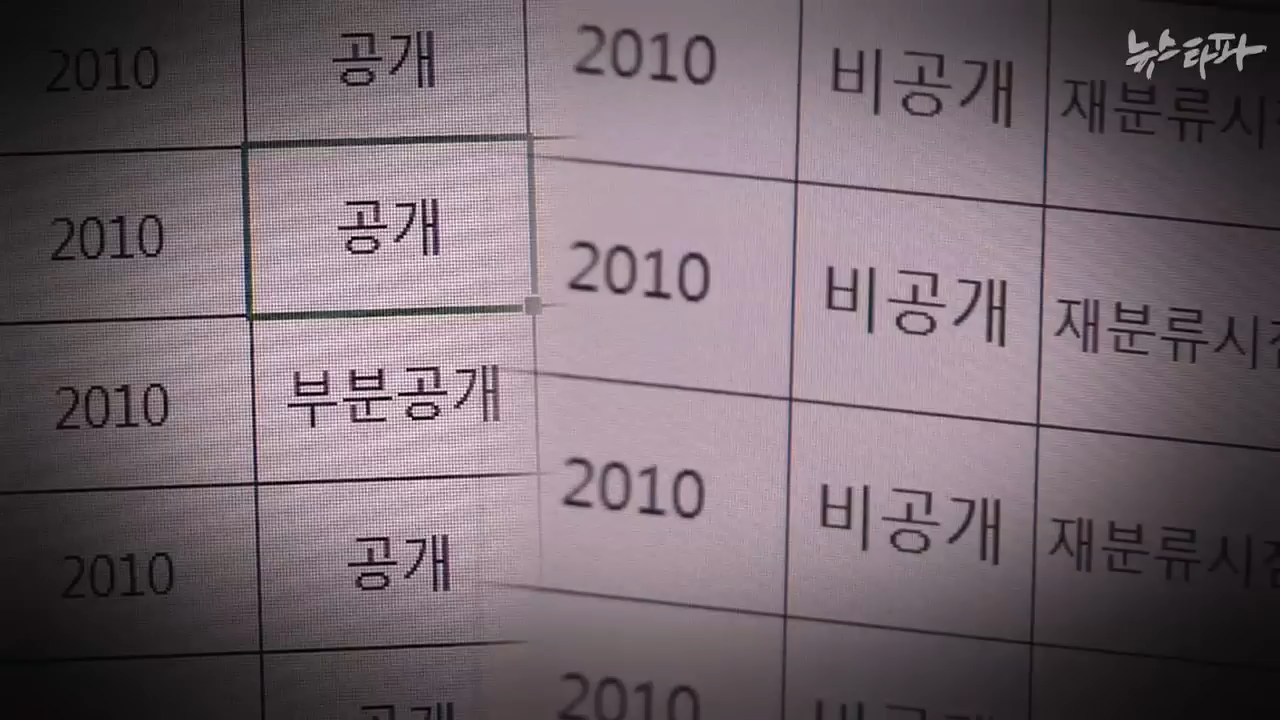 뉴스타파
2010 공개
2010 공개
2010 부분공개
2010 공개
공개
2010 비공개
2010 비공개 재분류시
2010 비공개 재분류시
2010
재분류시